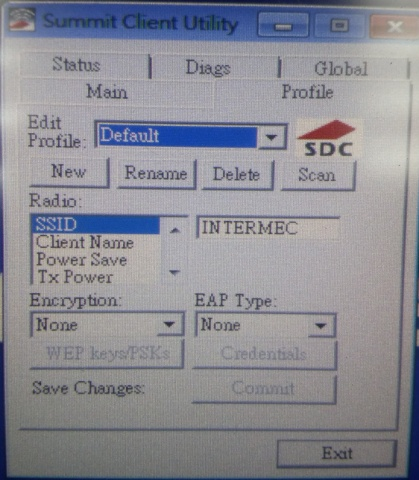 Summit Client Utility
Status Diags Global
Main Profile
Edit
Profile: Default
SDC
New Rename Delete Scan
Radio:
SSID INTERMEC
Client Name
Power Save
Tx Power
Encryption: EAP Type:
None None
WEP keys/PSKs Credentials
Save Changes: Commit
Exit